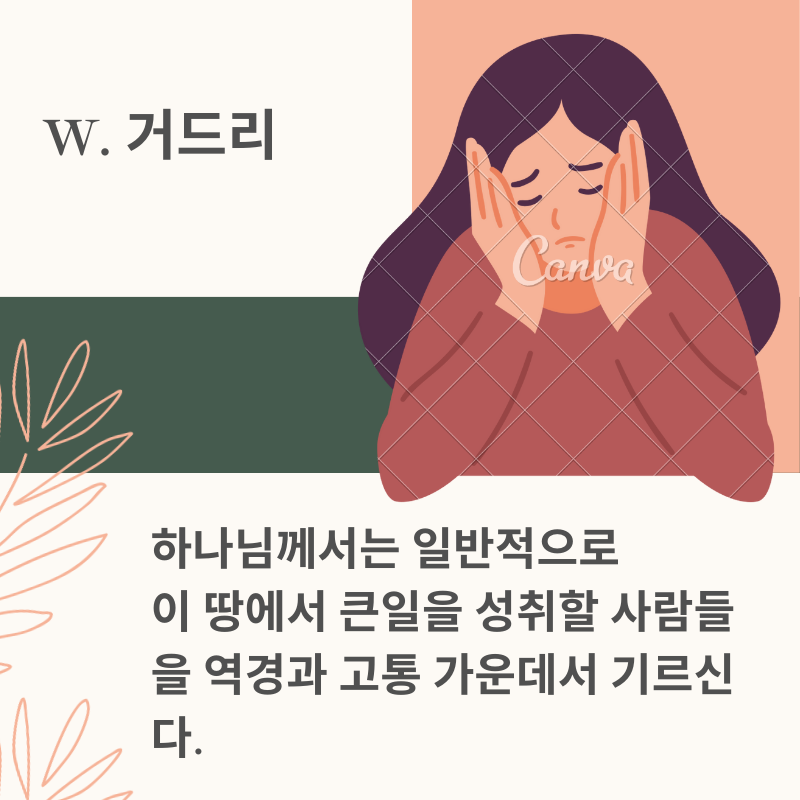 W. 거드리
Canva
하나님께서는 일반적으로
이 땅에서 큰일을 성취할 사람들
을 역경과 고통 가운데서 기르신
다.